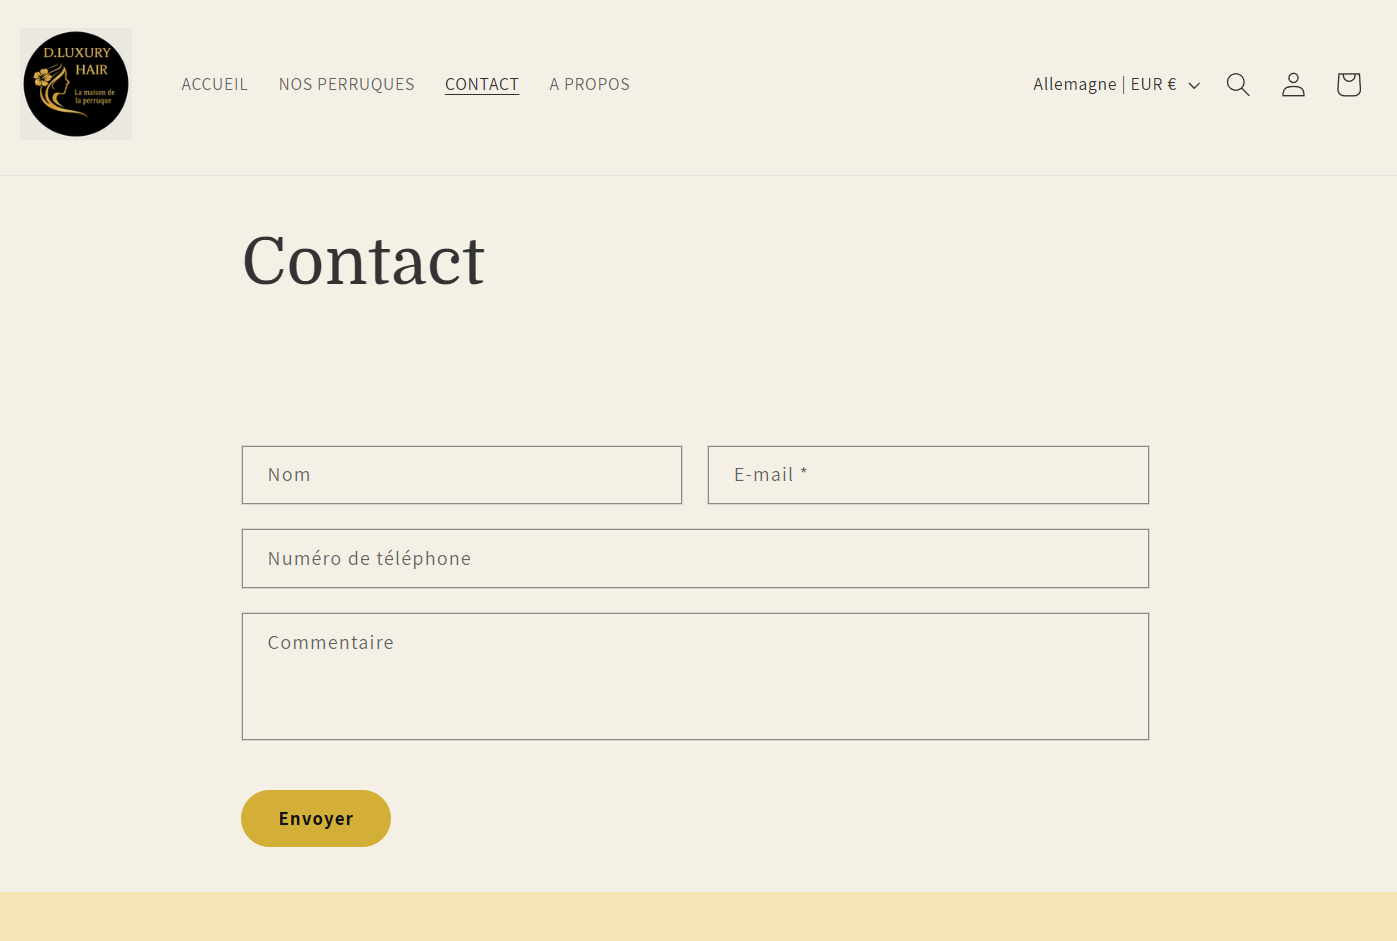 D.LUXURY
HAIR
La maison de
la perruque
ACCUEIL NOS PERRUQUES CONTACT A PROPOS
Allemagne | EUR €
Contact
Nom
E-mail *
Numéro de téléphone
Commentaire
Envoyer